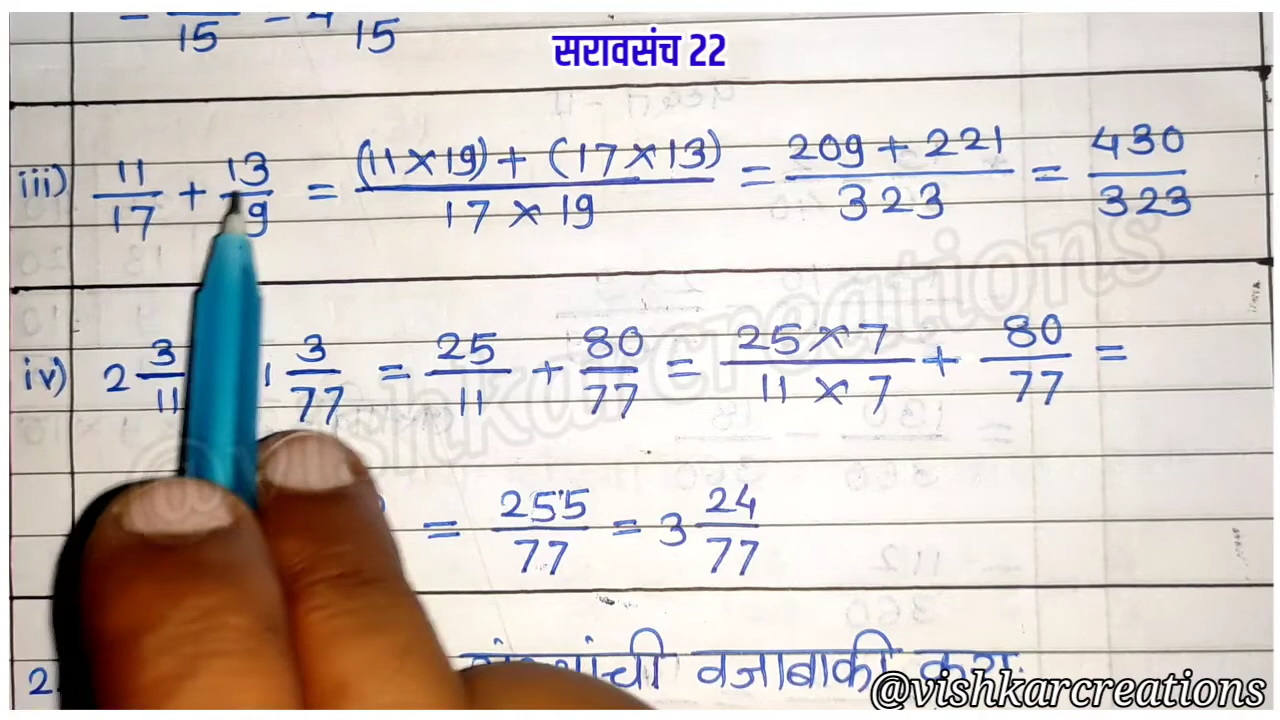 15 15
सरावसंच 22
iii) 11/17 + 13/19 = (11×19) + (17×13)/17 × 19 = 209 + 221/323 = 430/323
iv) 2 3/11 1 3/77 = 25/11 + 80/77 = 25 × 7/11 × 7 + 80/77 =
= 255/77 = 3 24/77
2. वजाबाकी करा
@vishkarcreations
@vishkarcreations